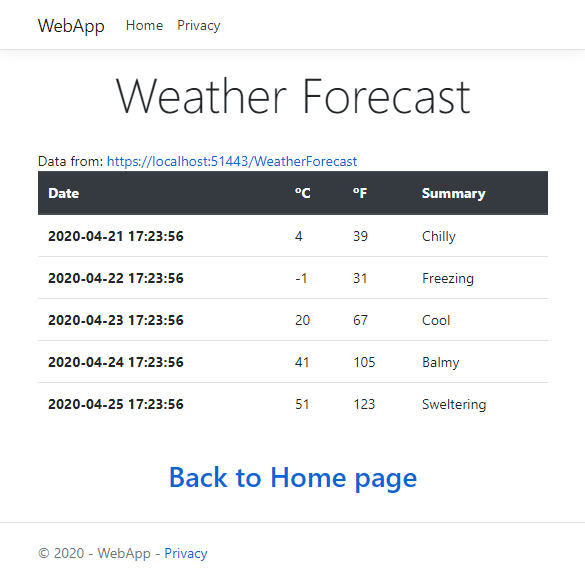 WebApp Home Privacy
Weather Forecast
Data from: https://localhost:51443/WeatherForecast
Date ºC ºF Summary
2020-04-21 17:23:56 4 39 Chilly
2020-04-22 17:23:56 -1 31 Freezing
2020-04-23 17:23:56 20 67 Cool
2020-04-24 17:23:56 41 105 Balmy
2020-04-25 17:23:56 51 123 Sweltering
Back to Home page
© 2020 - WebApp - Privacy